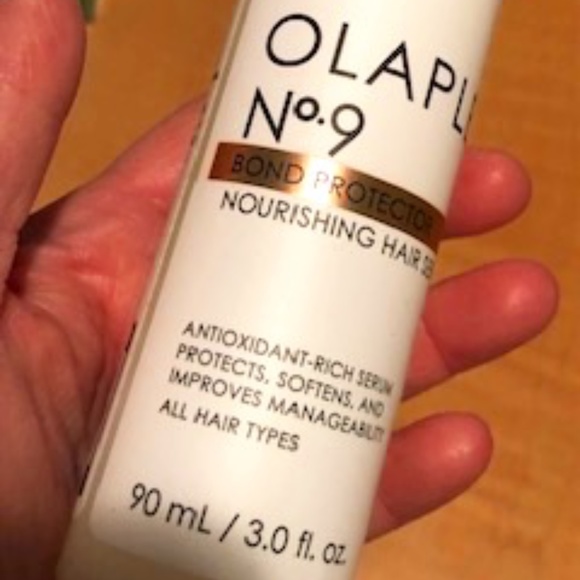 OLAPL
Nº.9
BOND PROTECTOR
NOURISHING HAIR SE
ANTIOXIDANT-RICH SERUM
PROTECTS, SOFTENS, AND
IMPROVES MANAGEABILITY
ALL HAIR TYPES
90 mL / 3.0 fl. oz.